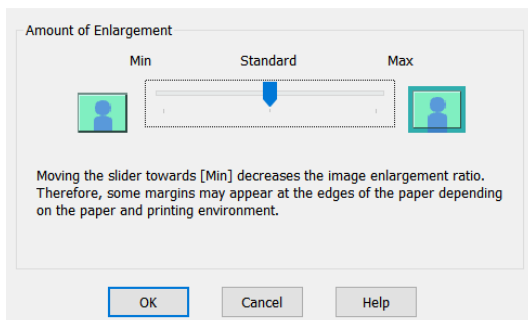 Amount of Enlargement
Min Standard Max
Moving the slider towards [Min] decreases the image enlargement ratio.
Therefore, some margins may appear at the edges of the paper depending
on the paper and printing environment.
OK Cancel Help